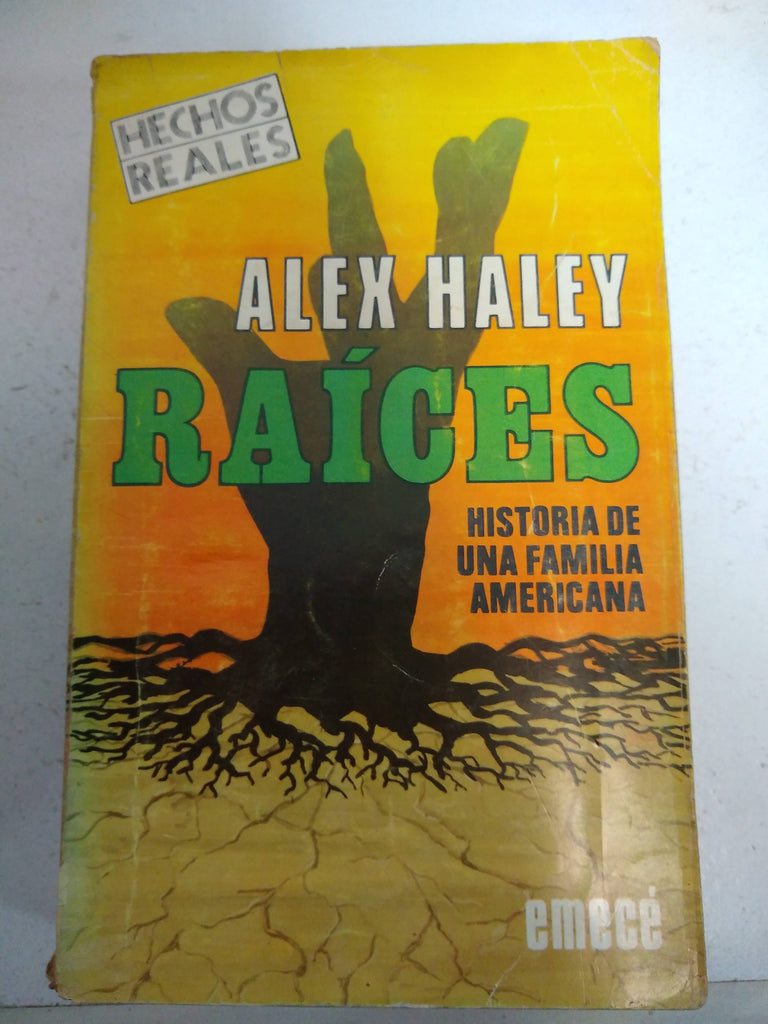 HECHOS
REALES
ALEX HALEY
RAÍCES
HISTORIA DE
UNA FAMILIA
AMERICANA
emecé